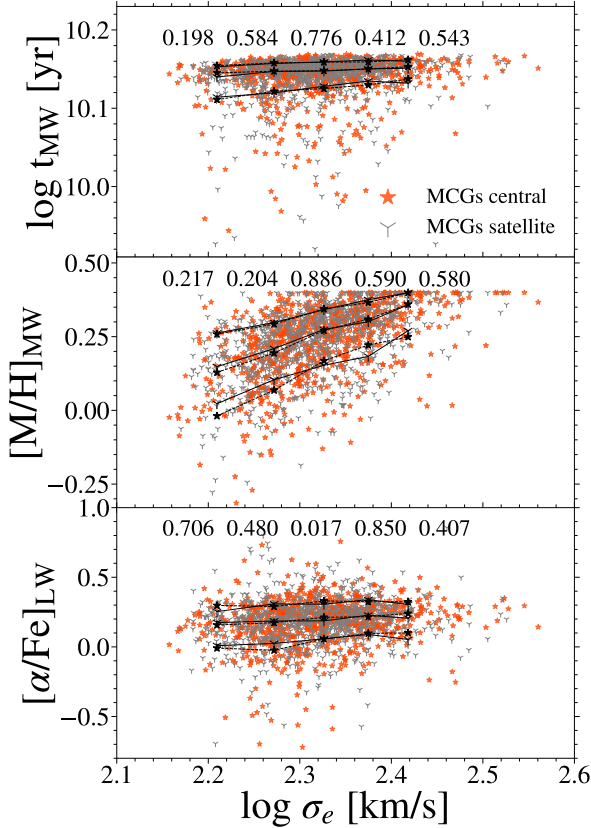 10.2
0.198 0.584 0.776 0.412 0.543
10.1
log t_MW [yr]
10.0
MCGs central
MCGs satellite
0.50
0.217 0.204 0.886 0.590 0.580
0.25
[M/H]_MW
0.00
−0.25
1.0
0.706 0.480 0.017 0.850 0.407
0.5
[α/Fe]_LW
0.0
−0.5
2.1 2.2 2.3 2.4 2.5 2.6
log σ_e [km/s]